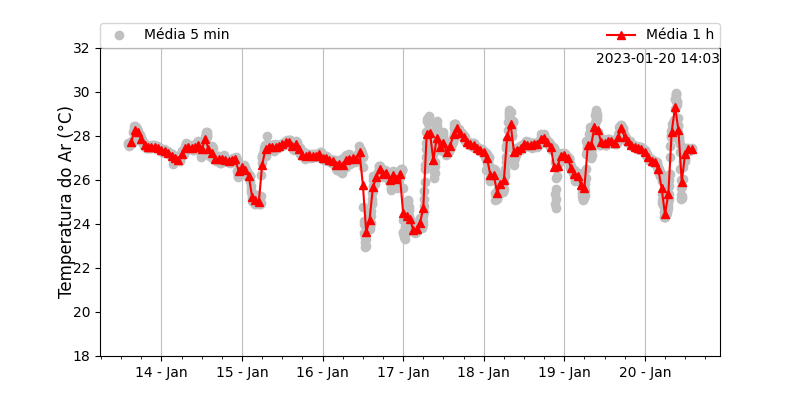 Média 5 min
Média 1 h
2023-01-20 14:03
Temperatura do Ar (°C)
32
30
28
26
24
22
20
18
14 - Jan
15 - Jan
16 - Jan
17 - Jan
18 - Jan
19 - Jan
20 - Jan